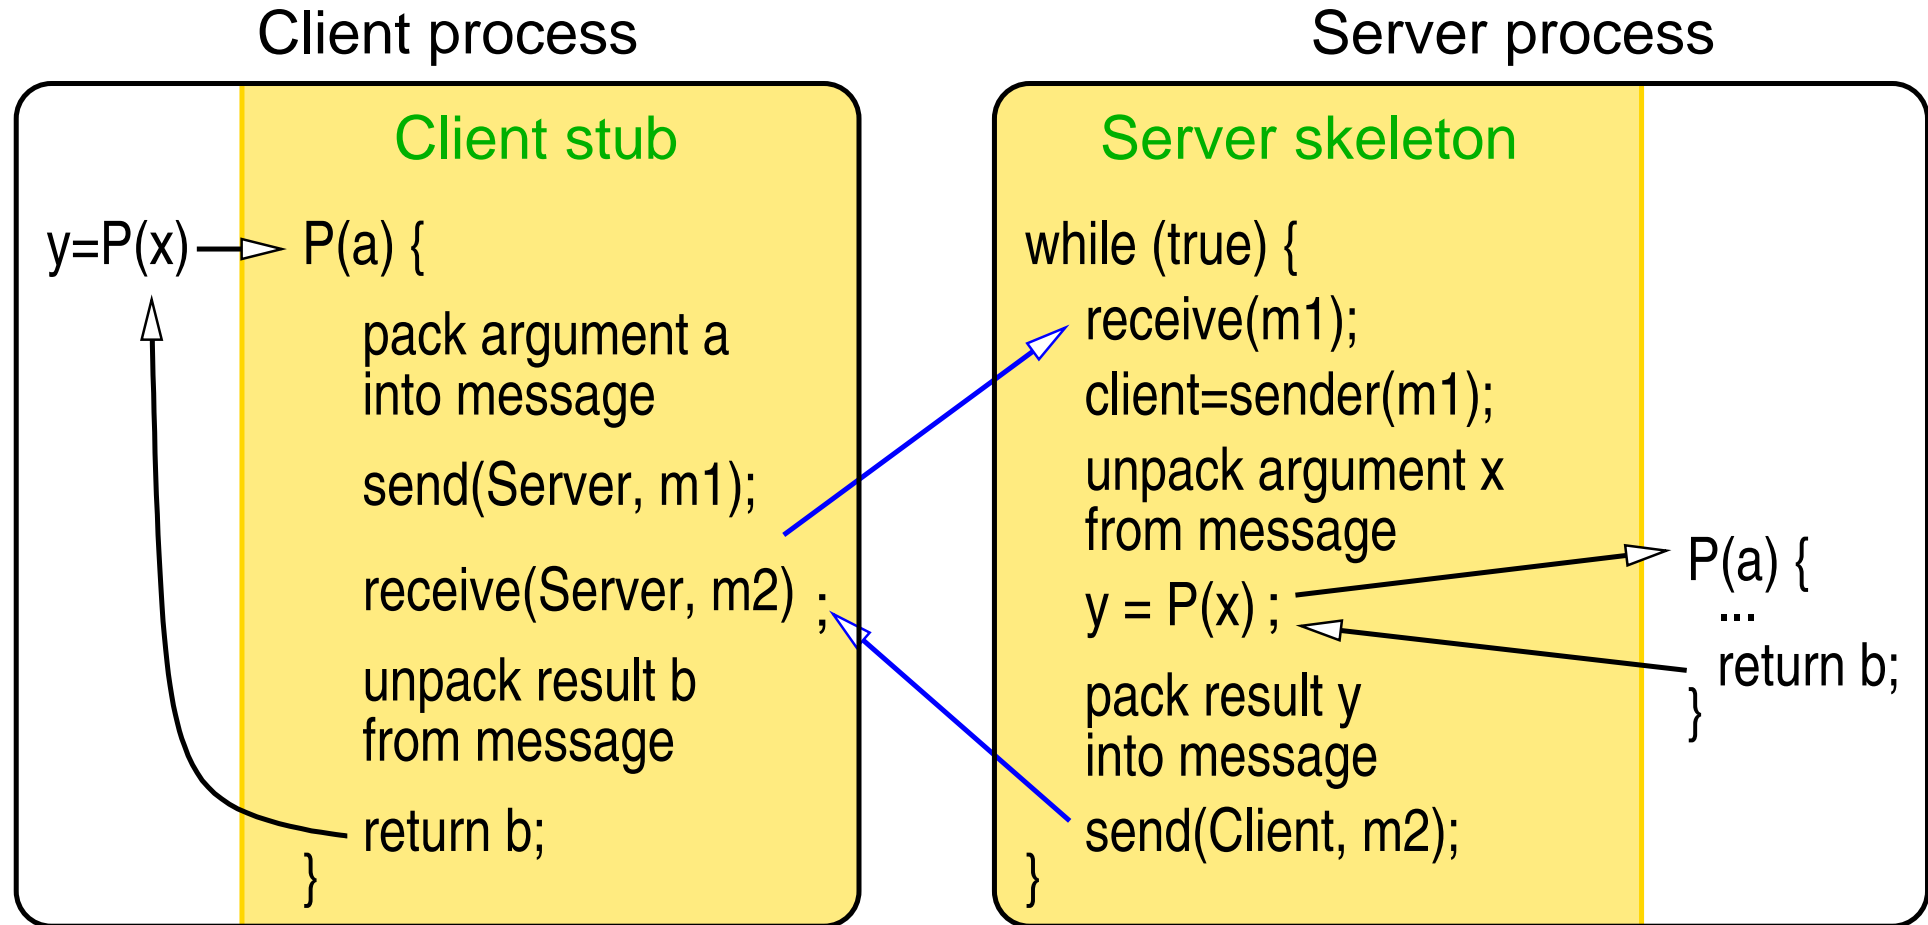 Client process
Client stub
y=P(x)
P(a) {
pack argument a
into message
send(Server, m1);
receive(Server, m2) ;
unpack result b
from message
return b;
}
Server process
Server skeleton
while (true) {
receive(m1);
client=sender(m1);
unpack argument x
from message
y = P(x) ;
pack result y
into message
send(Client, m2);
}
P(a) {
...
return b;
}